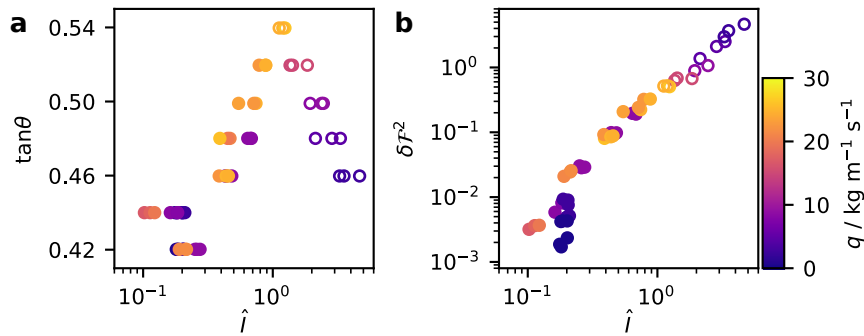 a
0.54
0.50
0.46
0.42
tanθ
10⁻¹ 10⁰
Î
b
10⁰
10⁻¹
10⁻²
10⁻³
δℱ²
10⁻¹ 10⁰
Î
30
20
10
0
q / kg m⁻¹ s⁻¹